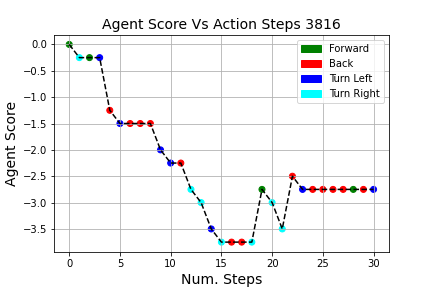 Agent Score Vs Action Steps 3816
Agent Score
0.0
−0.5
−1.0
−1.5
−2.0
−2.5
−3.0
−3.5
Forward
Back
Turn Left
Turn Right
0 5 10 15 20 25 30
Num. Steps